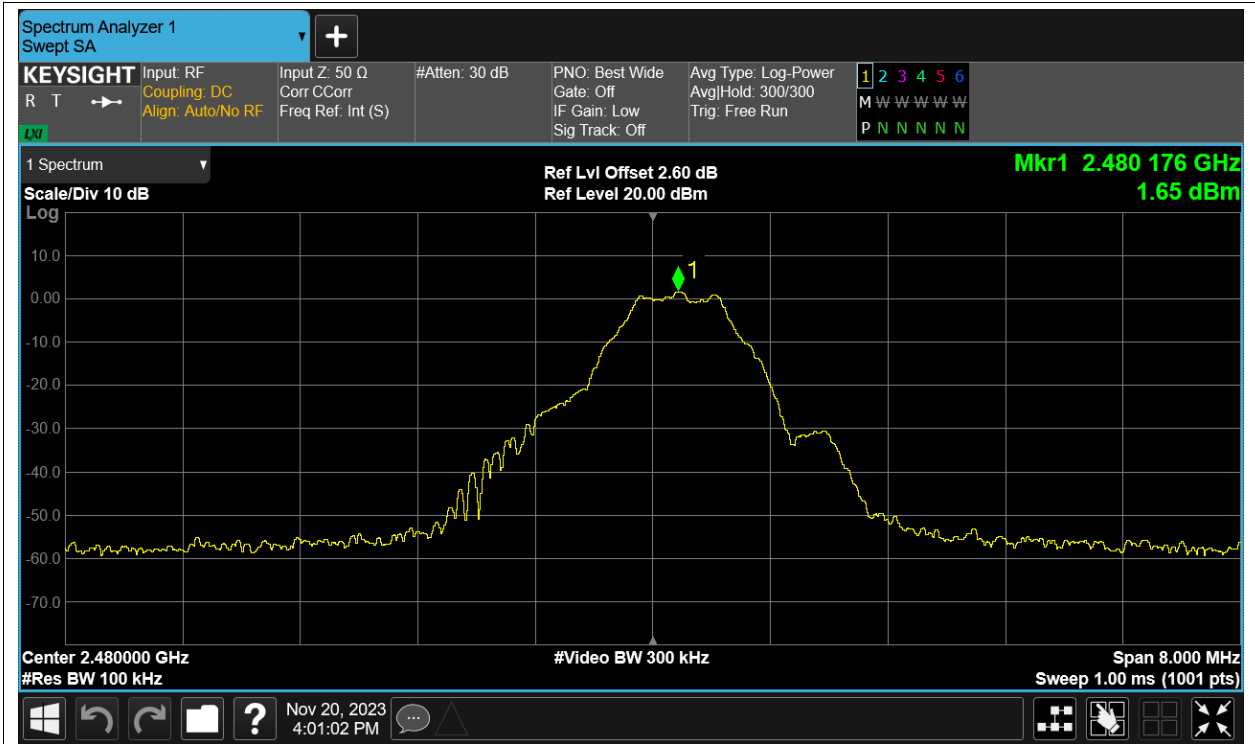 Spectrum Analyzer 1
Swept SA
KEYSIGHT
R T
LXI
Input: RF
Coupling: DC
Align: Auto/No RF
Input Z: 50 Ω
Corr CCorr
Freq Ref: Int (S)
#Atten: 30 dB
PNO: Best Wide
Gate: Off
IF Gain: Low
Sig Track: Off
Avg Type: Log-Power
Avg|Hold: 300/300
Trig: Free Run
1 2 3 4 5 6
M W W W W W W
P N N N N N
1 Spectrum
Scale/Div 10 dB
Log
Ref Lvl Offset 2.60 dB
Ref Level 20.00 dBm
Mkr1 2.480 176 GHz
1.65 dBm
1
10.0
0.00
-10.0
-20.0
-30.0
-40.0
-50.0
-60.0
-70.0
Center 2.480000 GHz
#Res BW 100 kHz
#Video BW 300 kHz
Span 8.000 MHz
Sweep 1.00 ms (1001 pts)
?
Nov 20, 2023
4:01:02 PM